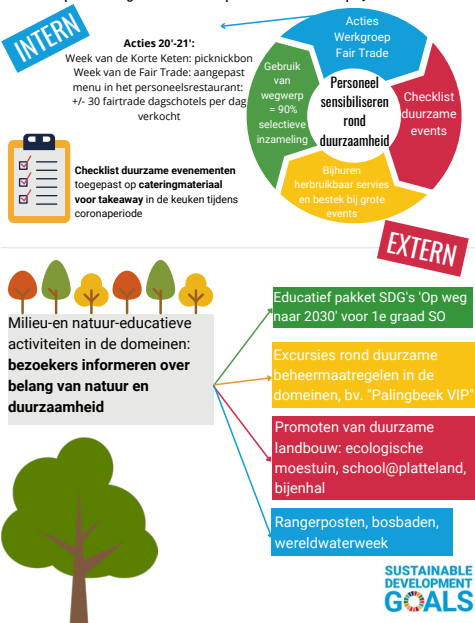 INTERN
Acties 20'-21':
Week van de Korte Keten: picknickbon
Week van de Fair Trade: aangepast
menu in het personeelsrestaurant:
+/- 30 fairtrade dagschotels per dag
verkocht
Acties
Werkgroep
Fair Trade
Checklist
duurzame
events
Bijhuren
herbruikbaar servies
en bestek bij grote
events
Gebruik
van
wegwerp
= 90%
selectieve
inzameling
Personeel
sensibiliseren
rond
duurzaamheid
Checklist duurzame evenementen
toegepast op cateringmateriaal
voor takeaway in de keuken tijdens
coronaperiode
EXTERN
Milieu-en natuur-educatieve
activiteiten in de domeinen:
bezoekers informeren over
belang van natuur en
duurzaamheid
Educatief pakket SDG's 'Op weg
naar 2030' voor 1e graad SO
Excursies rond duurzame
beheermaatregelen in de
domeinen, bv. "Palingbeek VIP"
Promoten van duurzame
landbouw: ecologische
moestuin, school@platteland,
bijenhal
Rangerposten, bosbaden,
wereldwaterweek
SUSTAINABLE
DEVELOPMENT
GOALS